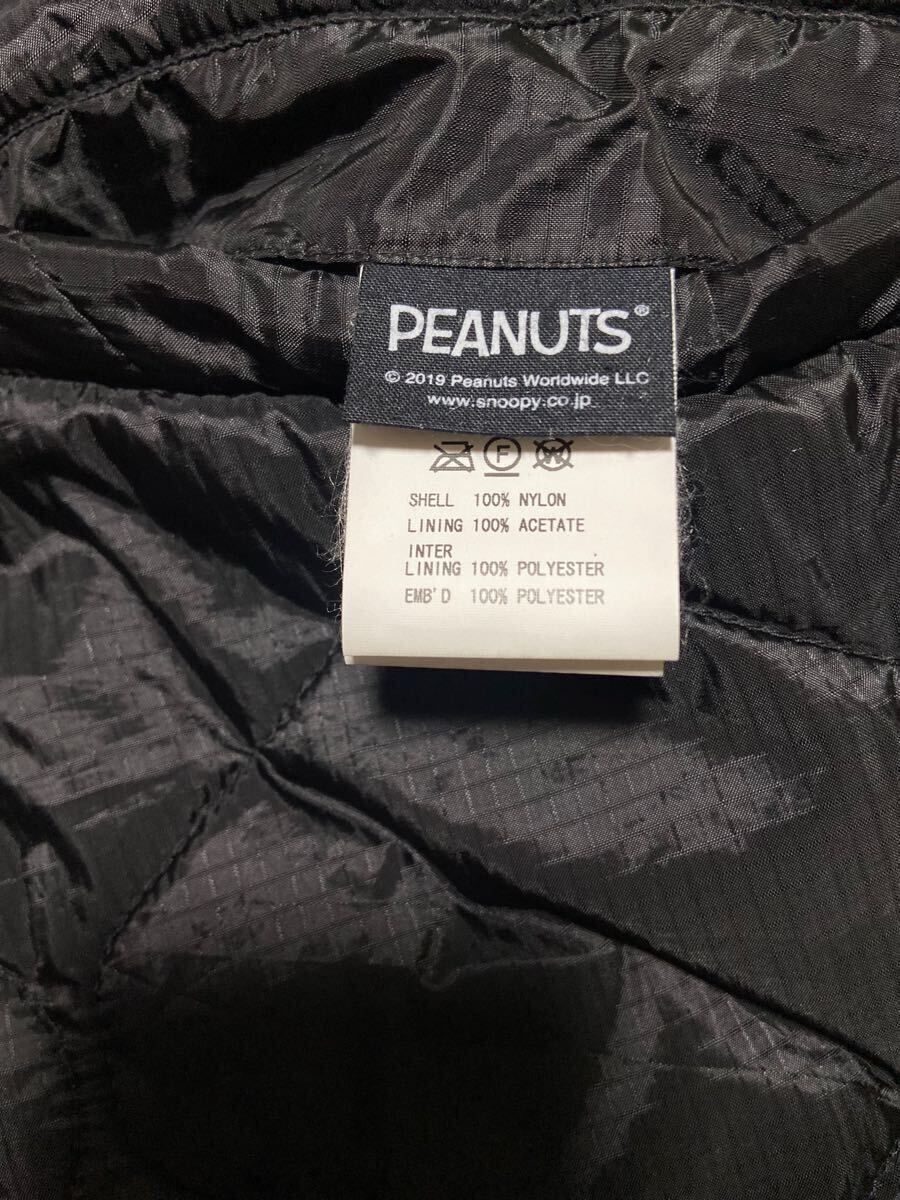 PEANUTS®
© 2019 Peanuts Worldwide LLC
www.snoopy.co.jp
F W
SHELL 100% NYLON
LINING 100% ACETATE
INTER
LINING 100% POLYESTER
EMB'D 100% POLYESTER